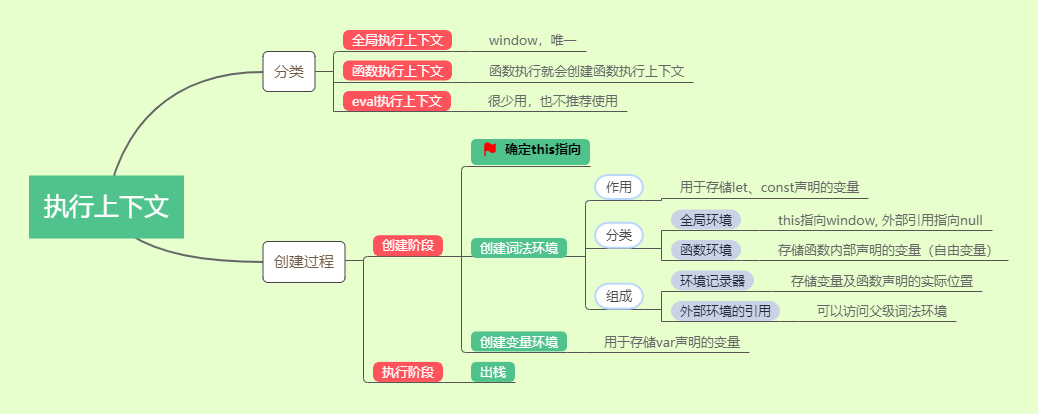 执行上下文
分类
全局执行上下文
window，唯一
函数执行上下文
函数执行就会创建函数执行上下文
eval执行上下文
很少用，也不推荐使用
创建过程
创建阶段
确定this指向
创建词法环境
作用
用于存储let、const声明的变量
分类
全局环境
this指向window, 外部引用指向null
函数环境
存储函数内部声明的变量（自由变量）
组成
环境记录器
存储变量及函数声明的实际位置
外部环境的引用
可以访问父级词法环境
创建变量环境
用于存储var声明的变量
执行阶段
出栈